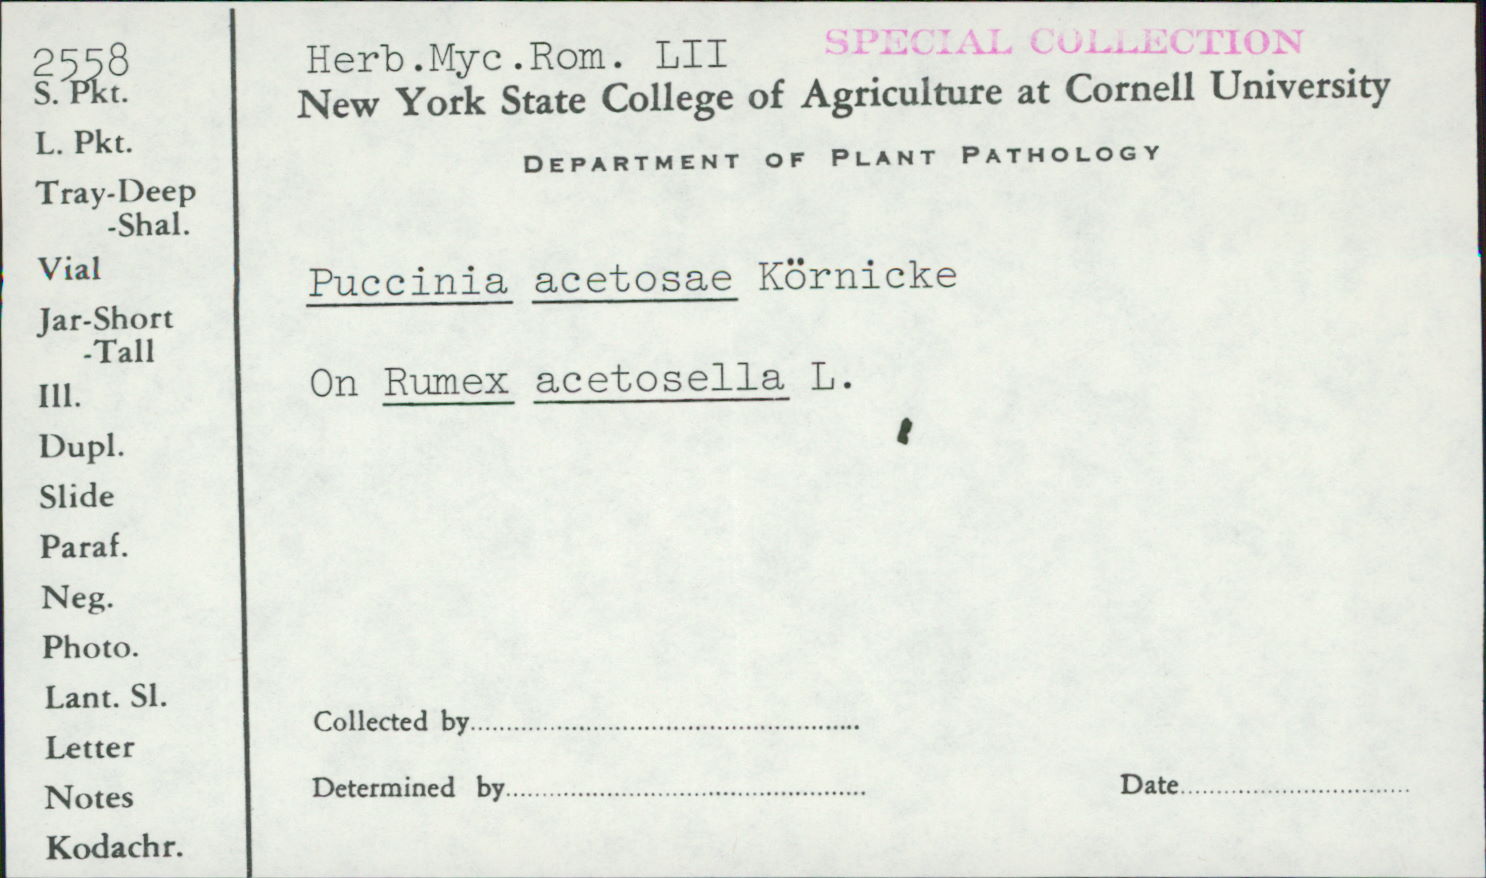 2558
S. Pkt.
L. Pkt.
Tray-Deep
-Shal.
Vial
Jar-Short
-Tall
Ill.
Dupl.
Slide
Paraf.
Neg.
Photo.
Lant. Sl.
Letter
Notes
Kodachr.
Herb.Myc.Rom. LII
SPECIAL COLLECTION
New York State College of Agriculture at Cornell University
DEPARTMENT OF PLANT PATHOLOGY
Puccinia acetosae Körnicke
On Rumex acetosella L.
Collected by
Determined by
Date